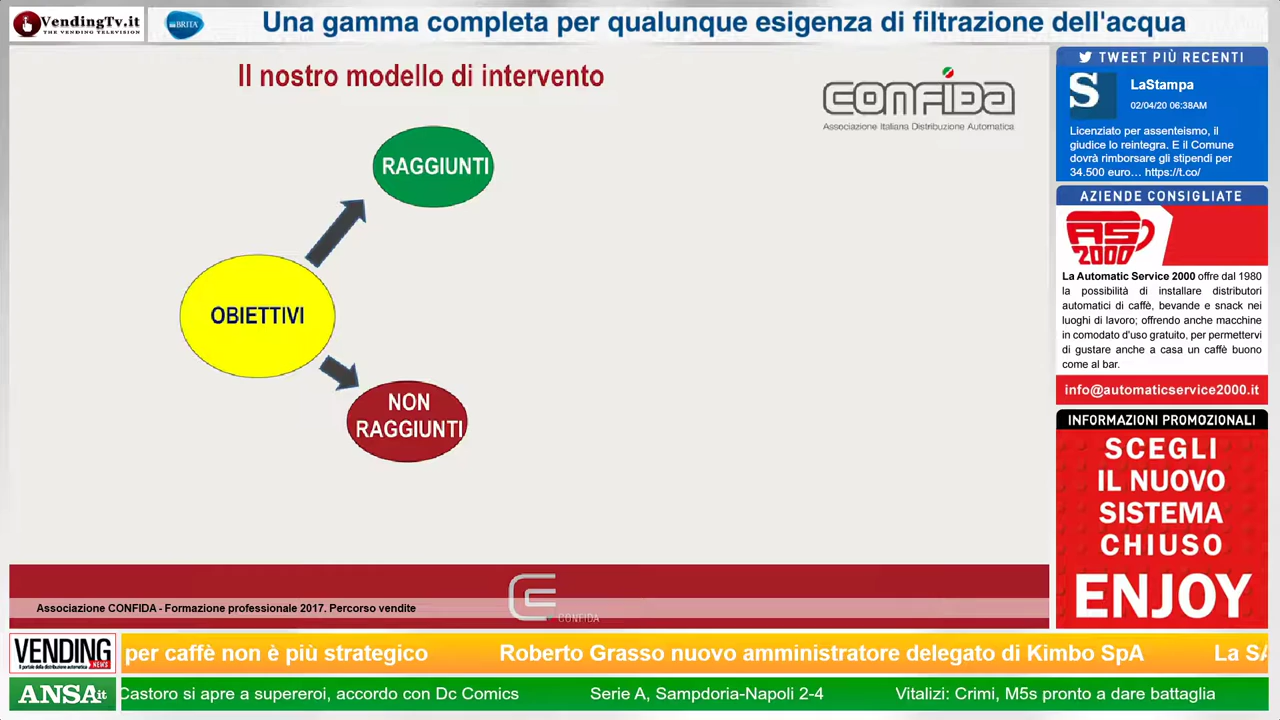 VendingTv.it
THE VENDING TELEVISION
BRITA
Una gamma completa per qualunque esigenza di filtrazione dell'acqua
Il nostro modello di intervento
CONFIDA
Associazione Italiana Distribuzione Automatica
RAGGIUNTI
OBIETTIVI
NON
RAGGIUNTI
CONFIDA
Associazione CONFIDA - Formazione professionale 2017. Percorso vendite
TWEET PIÙ RECENTI
S
LaStampa
02/04/20 06:38AM
Licenziato per assenteismo, il
giudice lo reintegra. E il Comune
dovrà rimborsare gli stipendi per
34.500 euro… https://t.co/
AZIENDE CONSIGLIATE
AS
2000
La Automatic Service 2000 offre dal 1980
la possibilità di installare distributori
automatici di caffè, bevande e snack nei
luoghi di lavoro; offrendo anche macchine
in comodato d'uso gratuito, per permettervi
di gustare anche a casa un caffè buono
come al bar.
info@automaticservice2000.it
INFORMAZIONI PROMOZIONALI
SCEGLI
IL NUOVO
SISTEMA
CHIUSO
ENJOY
VENDING NEWS
Il portale della distribuzione automatica
per caffè non è più strategico Roberto Grasso nuovo amministratore delegato di Kimbo SpA La SA
ANSA.it
Castoro si apre a supereroi, accordo con Dc Comics Serie A, Sampdoria-Napoli 2-4 Vitalizi: Crimi, M5s pronto a dare battaglia